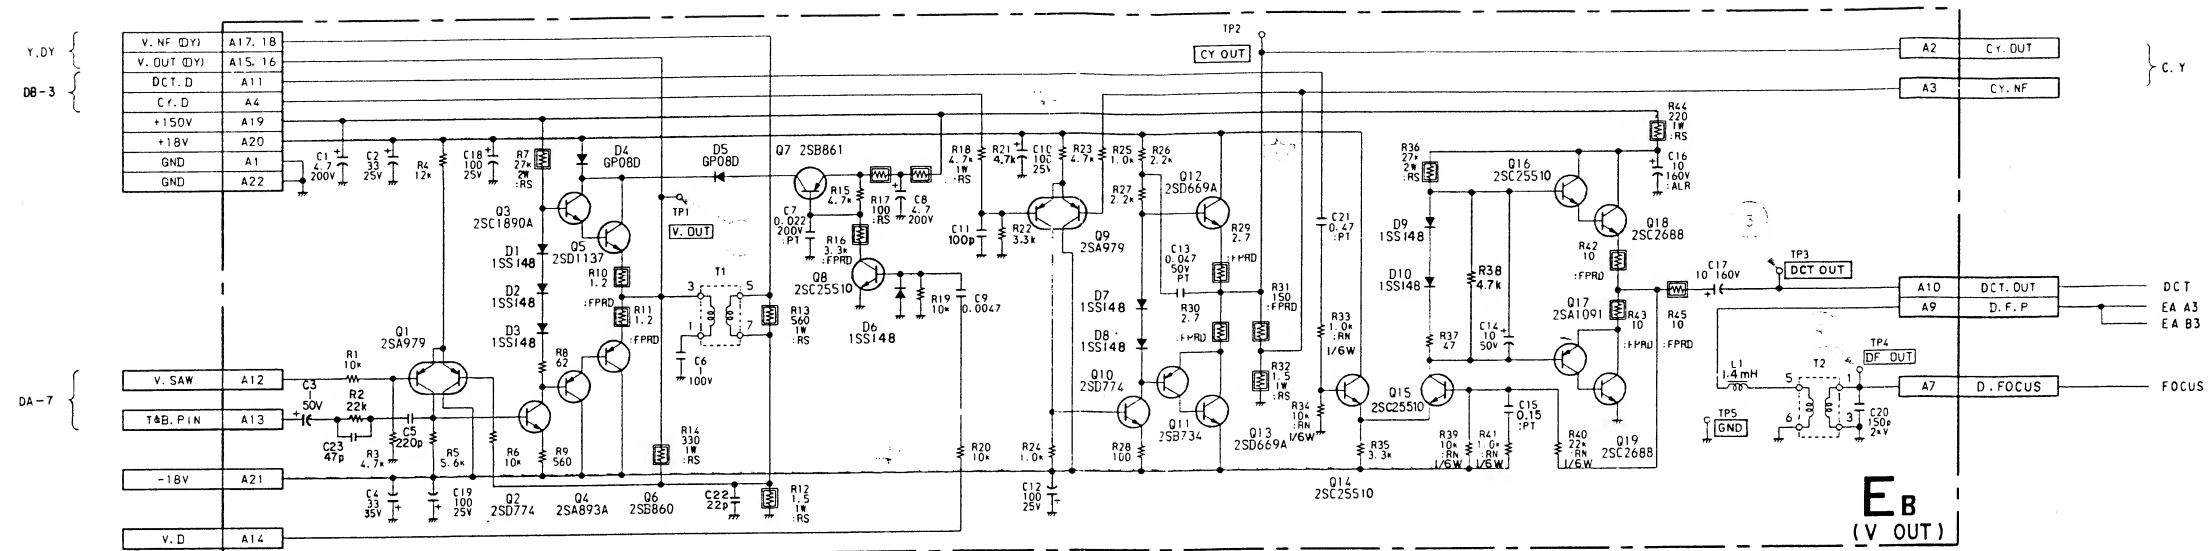 Y.DY
DB-3
DA-7
V. NF (DY) A17. 18
V. OUT (DY) A15. 16
DCT. D A11
CY. D A4
+150V A19
+18V A20
GND A1
GND A22
V. SAW A12
T&B. PIN A13
-18V A21
V. D A14
C1
4.7
200V
C2
33
25V
R4
12k
C18
100
25V
R7
27k
2W
:RS
D4
GP08D
D5
GP08D
Q7 2SB861
Q3
2SC1890A
D1
1SS148
Q5
2SD1137
D2
1SS148
D3
1SS148
R10
1.2
:FPRD
R11
1.2
:FPRD
TP1
V. OUT
T1
3
5
1
7
C6
1
100V
R13
560
1W
:RS
C7
0.022
200V
:PT
R15
4.7k
R17
100
:RS
C8
4.7
200V
R16
3.3k
:FPRD
Q8
2SC25510
D6
1SS148
R19
10k
C9
0.0047
Q1
2SA979
R1
10k
C3
1
50V
R2
22k
C23
47p
C5
220p
R3
4.7k
R5
5.6k
R6
10k
R8
62
R9
560
R14
330
1W
:RS
C4
33
35V
C19
100
25V
Q2
2SD774
Q4
2SA893A
Q6
2SB860
C22
22p
R12
1.5
1W
:RS
R20
10k
R18
4.7k
1W
:RS
R21
4.7k
C10
100
25V
R23
4.7k
R25
1.0k
R26
2.2k
R27
2.2k
C11
100p
R22
3.3k
Q9
2SA979
Q12
2SD669A
C13
0.047
50V
PT
R29
2.7
:FPRD
D7
1SS148
D8
1SS148
R30
2.7
:FPRD
Q10
2SD774
Q11
2SB734
Q13
2SD669A
R24
1.0k
R28
100
C12
100
25V
TP2
CY OUT
R31
150
:FPRD
R32
1.5
1W
:RS
C21
0.47
:PT
R33
1.0k
:RN
1/6W
R34
10k
:RN
1/6W
Q14
2SC25510
R35
3.3k
Q15
2SC25510
R36
27k
2W
:RS
D9
1SS148
D10
1SS148
R37
47
R38
4.7k
C14
10
50V
C15
0.15
:PT
R39
10k
:RN
1/6W
R41
1.0k
:RN
1/6W
R40
22k
:RN
1/6W
Q16
2SC25510
Q18
2SC2688
R42
10
:FPRD
Q17
2SA1091
R43
10
:FPRD
Q19
2SC2688
R44
220
1W
:RS
C16
10
160V
:ALR
R45
10
:FPRD
C17
10 160V
3
TP3
DCT OUT
L1
1.4mH
TP5
GND
T2
5
1
6
3
TP4
DF OUT
C20
150p
2kV
A2 CY. OUT
A3 CY. NF
C. Y
A10 DCT. OUT
A9 D. F. P
A7 D. FOCUS
DCT
EA A3
EA B3
FOCUS
EB
(V OUT)